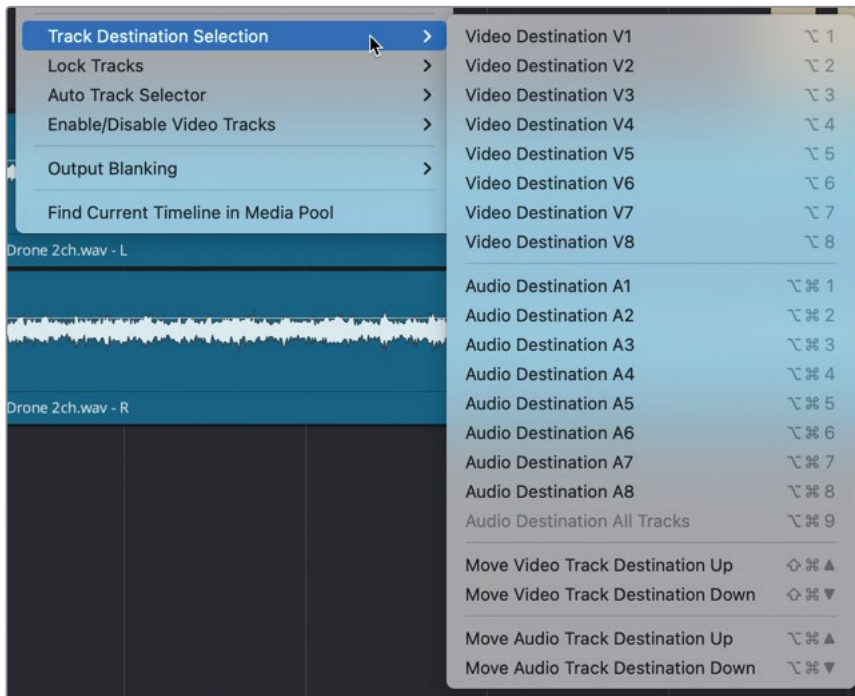 Track Destination Selection >
Lock Tracks >
Auto Track Selector >
Enable/Disable Video Tracks >
Output Blanking >
Find Current Timeline in Media Pool
Drone 2ch.wav - L
Drone 2ch.wav - R
Video Destination V1 ⌥ 1
Video Destination V2 ⌥ 2
Video Destination V3 ⌥ 3
Video Destination V4 ⌥ 4
Video Destination V5 ⌥ 5
Video Destination V6 ⌥ 6
Video Destination V7 ⌥ 7
Video Destination V8 ⌥ 8
Audio Destination A1 ⌥⌘ 1
Audio Destination A2 ⌥⌘ 2
Audio Destination A3 ⌥⌘ 3
Audio Destination A4 ⌥⌘ 4
Audio Destination A5 ⌥⌘ 5
Audio Destination A6 ⌥⌘ 6
Audio Destination A7 ⌥⌘ 7
Audio Destination A8 ⌥⌘ 8
Audio Destination All Tracks ⌥⌘ 9
Move Video Track Destination Up ⇧⌘▲
Move Video Track Destination Down ⇧⌘▼
Move Audio Track Destination Up ⌥⌘▲
Move Audio Track Destination Down ⌥⌘▼